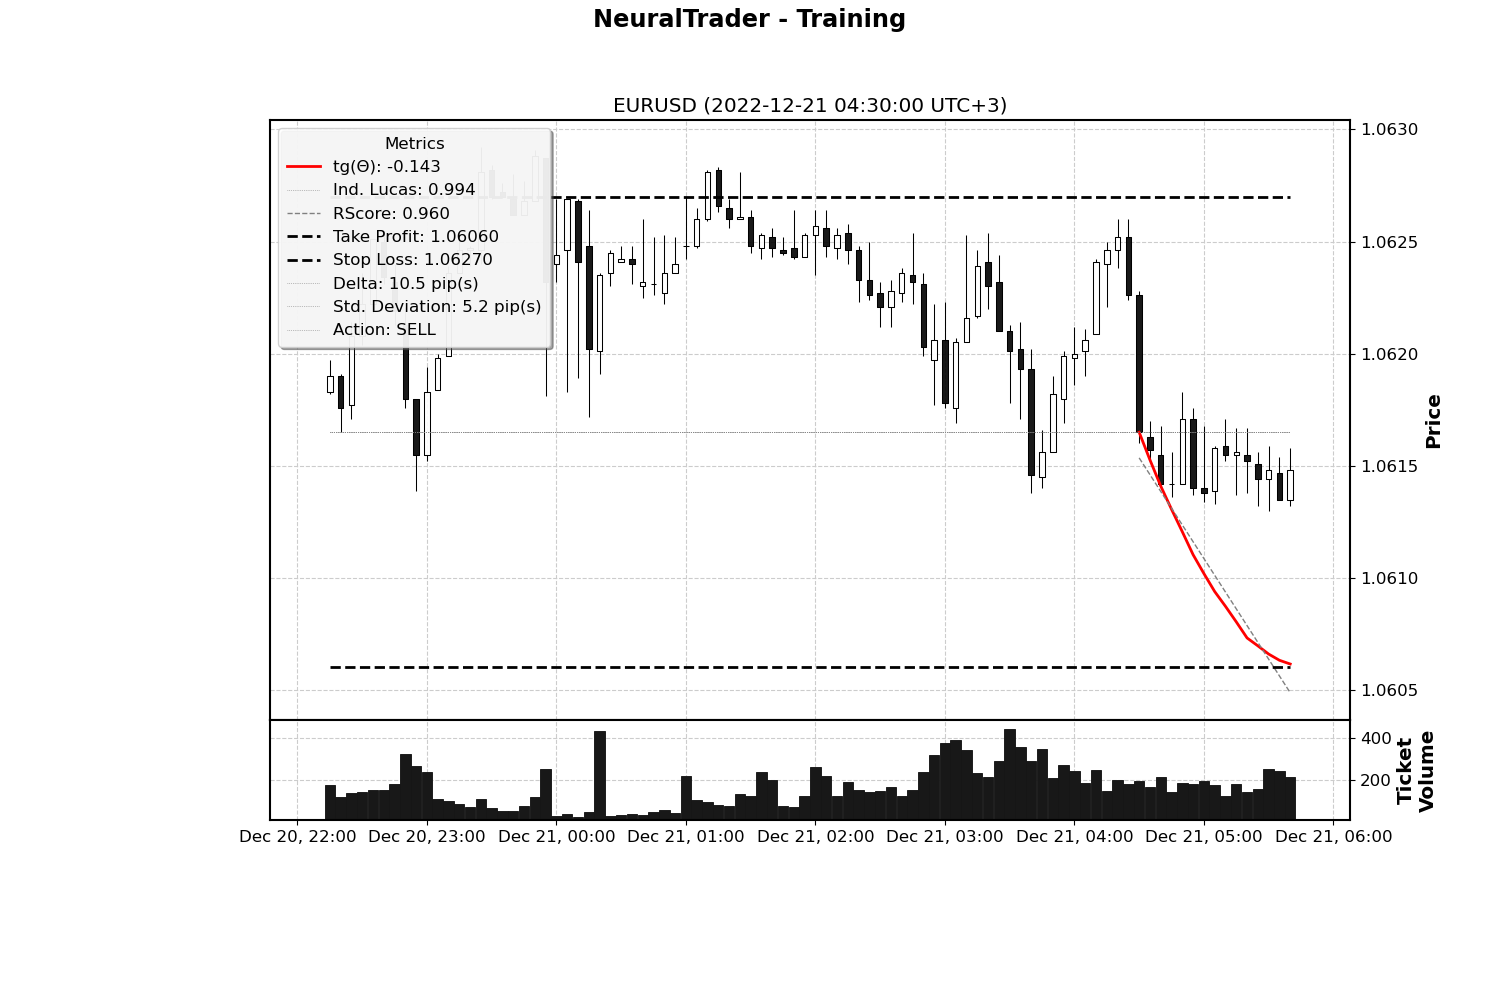 NeuralTrader - Training
EURUSD (2022-12-21 04:30:00 UTC+3)
Metrics
tg(Θ): -0.143
Ind. Lucas: 0.994
RScore: 0.960
Take Profit: 1.06060
Stop Loss: 1.06270
Delta: 10.5 pip(s)
Std. Deviation: 5.2 pip(s)
Action: SELL
1.0630
1.0625
1.0620
1.0615
1.0610
1.0605
Price
400
200
Ticket
Volume
Dec 20, 22:00
Dec 20, 23:00
Dec 21, 00:00
Dec 21, 01:00
Dec 21, 02:00
Dec 21, 03:00
Dec 21, 04:00
Dec 21, 05:00
Dec 21, 06:00